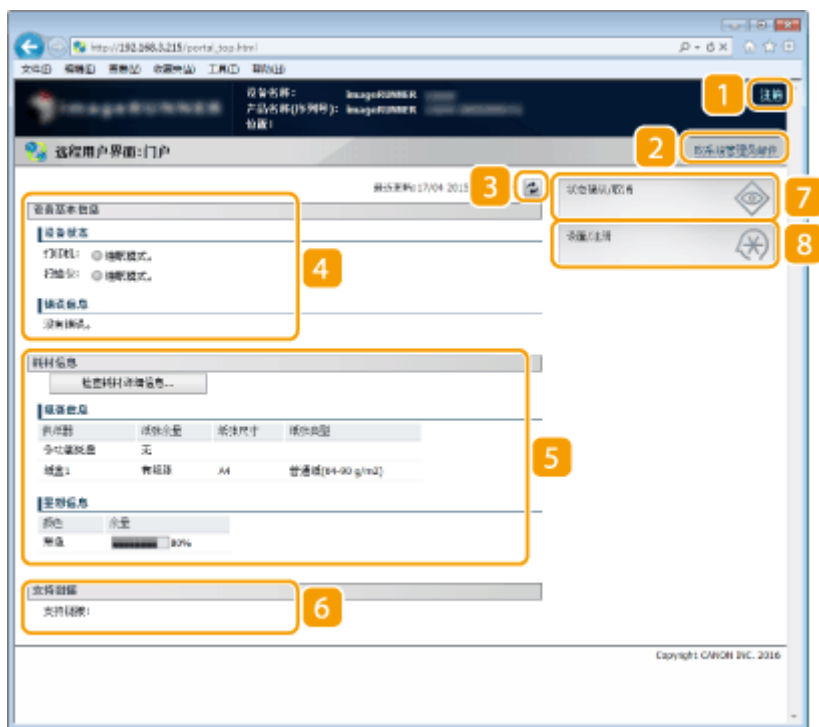 http://192.168.3.215/portal_top.html
文件(F) 编辑(E) 查看(V) 收藏夹(A) 工具(T) 帮助(H)
imageRUNNER
设备名称: imageRUNNER
产品名称(序列号): imageRUNNER
位置:
1
注销
远程用户界面:门户
2
致系统管理员邮件
最近更新:17/04 2015
3
设备基本信息
设备状态
打印机: 睡眠模式。
扫描仪: 睡眠模式。
错误信息
没有错误。
4
状态确认/取消
7
设置/注册
8
耗材信息
检查耗材详细信息...
纸张信息
供纸器 纸张余量 纸张尺寸 纸张类型
多功能纸盘 无
纸盒1 有纸张 A4 普通纸(64-90 g/m2)
墨粉信息
颜色 余量
黑色 80%
5
支持链接
支持链接:
6
Copyright CANON INC. 2016